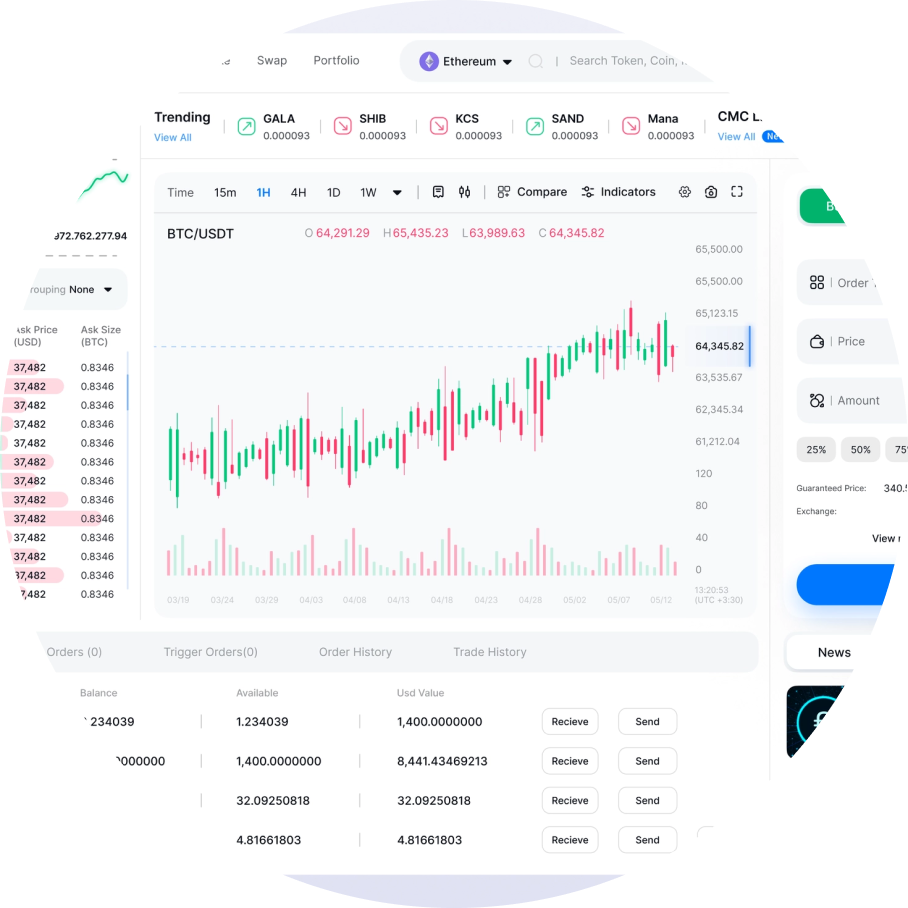 Swap Portfolio Ethereum | Search Token, Coin,
Trending
View All
GALA
0.000093
SHIB
0.000093
KCS
0.000093
SAND
0.000093
Mana
0.000093
CMC
View All
Time 15m 1H 4H 1D 1W Compare Indicators
BTC/USDT O 64,291.29 H 65,435.23 L 63,989.63 C 64,345.82
65,500.00
65,500.00
65,123.15
64,345.82
63,535.67
62,345.34
61,212.04
120
80
40
0
13:20:53
(UTC +3:30)
03/19 03/24 03/29 04/03 04/08 04/13 04/18 04/23 04/28 05/02 05/07 05/12
972.762.277.94
None
Ask Price Ask Size
(USD) (BTC)
37,482 0.8346
37,482 0.8346
37,482 0.8346
37,482 0.8346
37,482 0.8346
37,482 0.8346
37,482 0.8346
37,482 0.8346
37,482 0.8346
37,482 0.8346
37,482 0.8346
37,482 0.8346
7,482 0.8346
Order
Price
Amount
25% 50% 75
Guaranteed Price: 340.
Exchange:
View
News
Orders (0) Trigger Orders(0) Order History Trade History
Balance Available Usd Value
234039 1.234039 1,400.0000000 Recieve Send
000000 1,400.0000000 8,441.43469213 Recieve Send
32.09250818 32.09250818 Recieve Send
4.81661803 4.81661803 Recieve Send